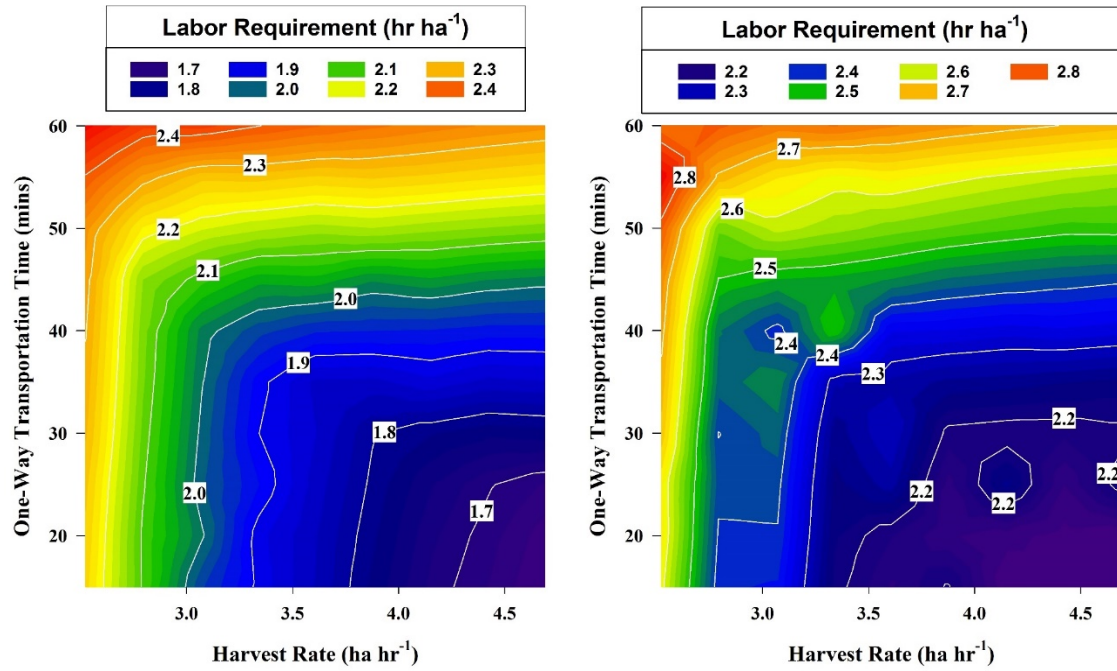 Labor Requirement (hr ha-1)
1.7 1.9 2.1 2.3
1.8 2.0 2.2 2.4
60
50
40
30
20
One-Way Transportation Time (mins)
2.4
2.3
2.2
2.1
2.0
1.9
1.8
2.0
1.7
3.0 3.5 4.0 4.5
Harvest Rate (ha hr-1)
Labor Requirement (hr ha-1)
2.2 2.4 2.6 2.8
2.3 2.5 2.7
60
50
40
30
20
One-Way Transportation Time (mins)
2.7
2.8
2.6
2.5
2.4
2.4
2.3
2.2
2.2
2.2
2.2
3.0 3.5 4.0 4.5
Harvest Rate (ha hr-1)